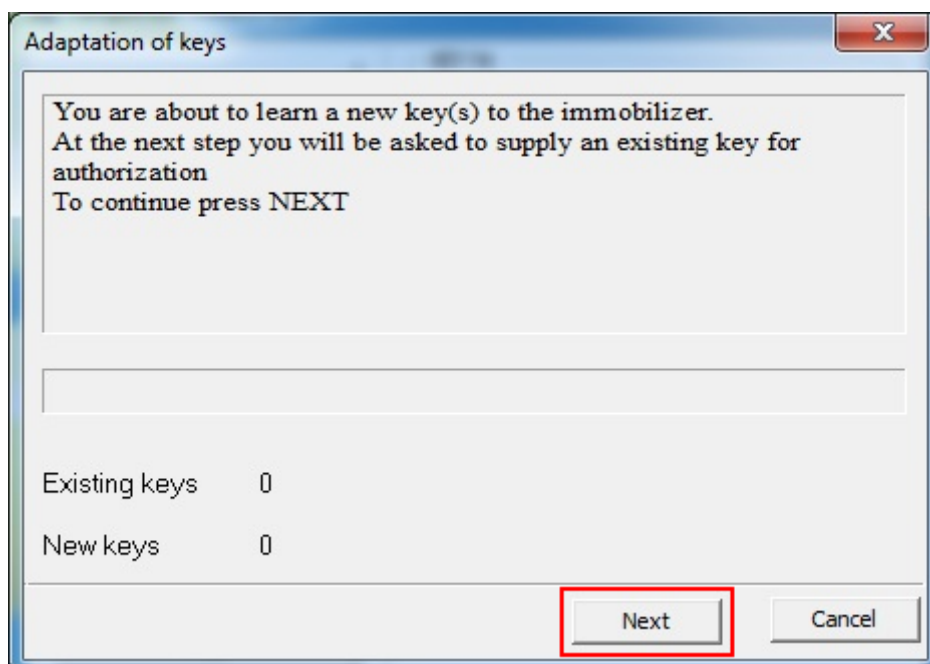 Adaptation of keys
You are about to learn a new key(s) to the immobilizer.
At the next step you will be asked to supply an existing key for
authorization
To continue press NEXT
Existing keys 0
New keys 0
Next Cancel